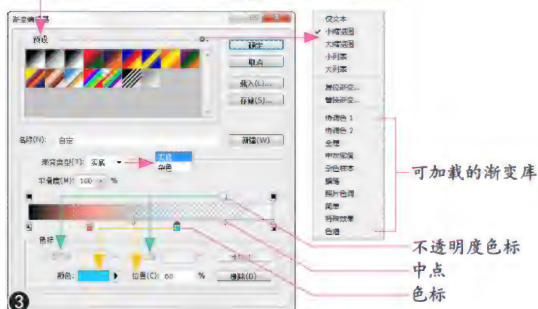 渐变编辑器
预设
确定
取消
载入(L)...
存储(S)...
名称(N): 自定
新建(W)
渐变类型(T): 实底
实底
杂色
平滑度(M): 100 %
色标
颜色:
位置(C): 60 %
删除(D)
❸
仅文本
✓ 小缩览图
大缩览图
小列表
大列表
复位渐变...
替换渐变...
协调色 1
协调色 2
金属
中灰密度
杂色样本
蜡笔
照片色调
简单
特殊效果
色谱
可加载的渐变库
不透明度色标
中点
色标